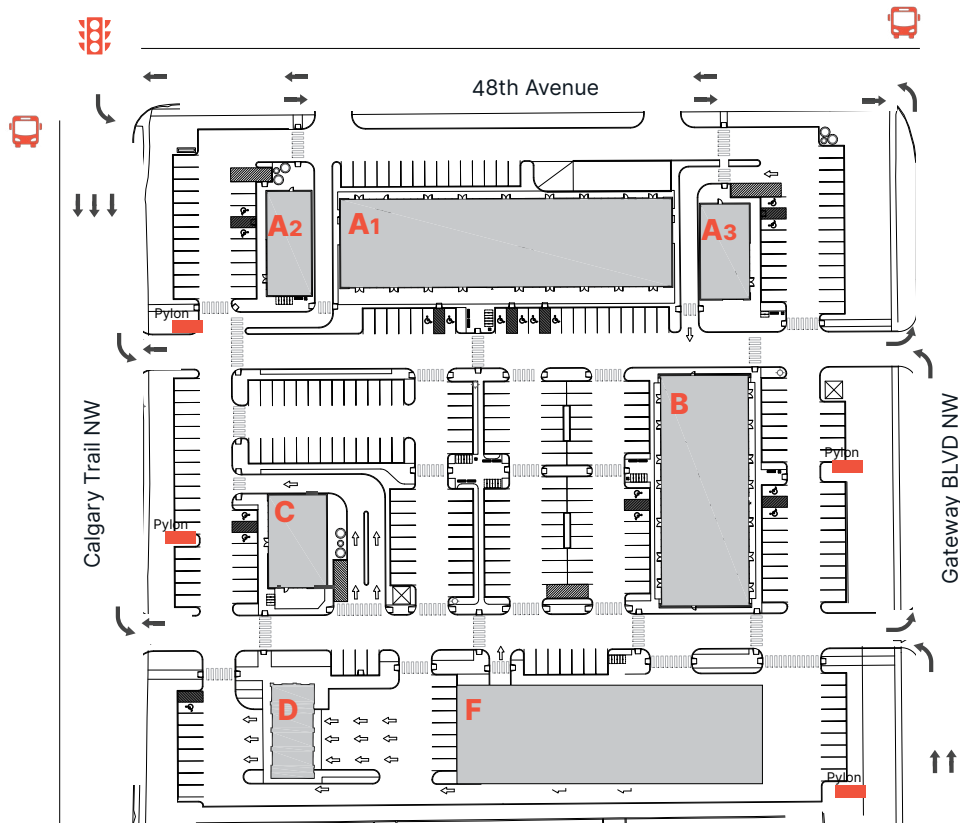 48th Avenue
A2
A1
A3
Pylon
B
Calgary Trail NW
Gateway BLVD NW
Pylon
C
Pylon
D
F
Pylon